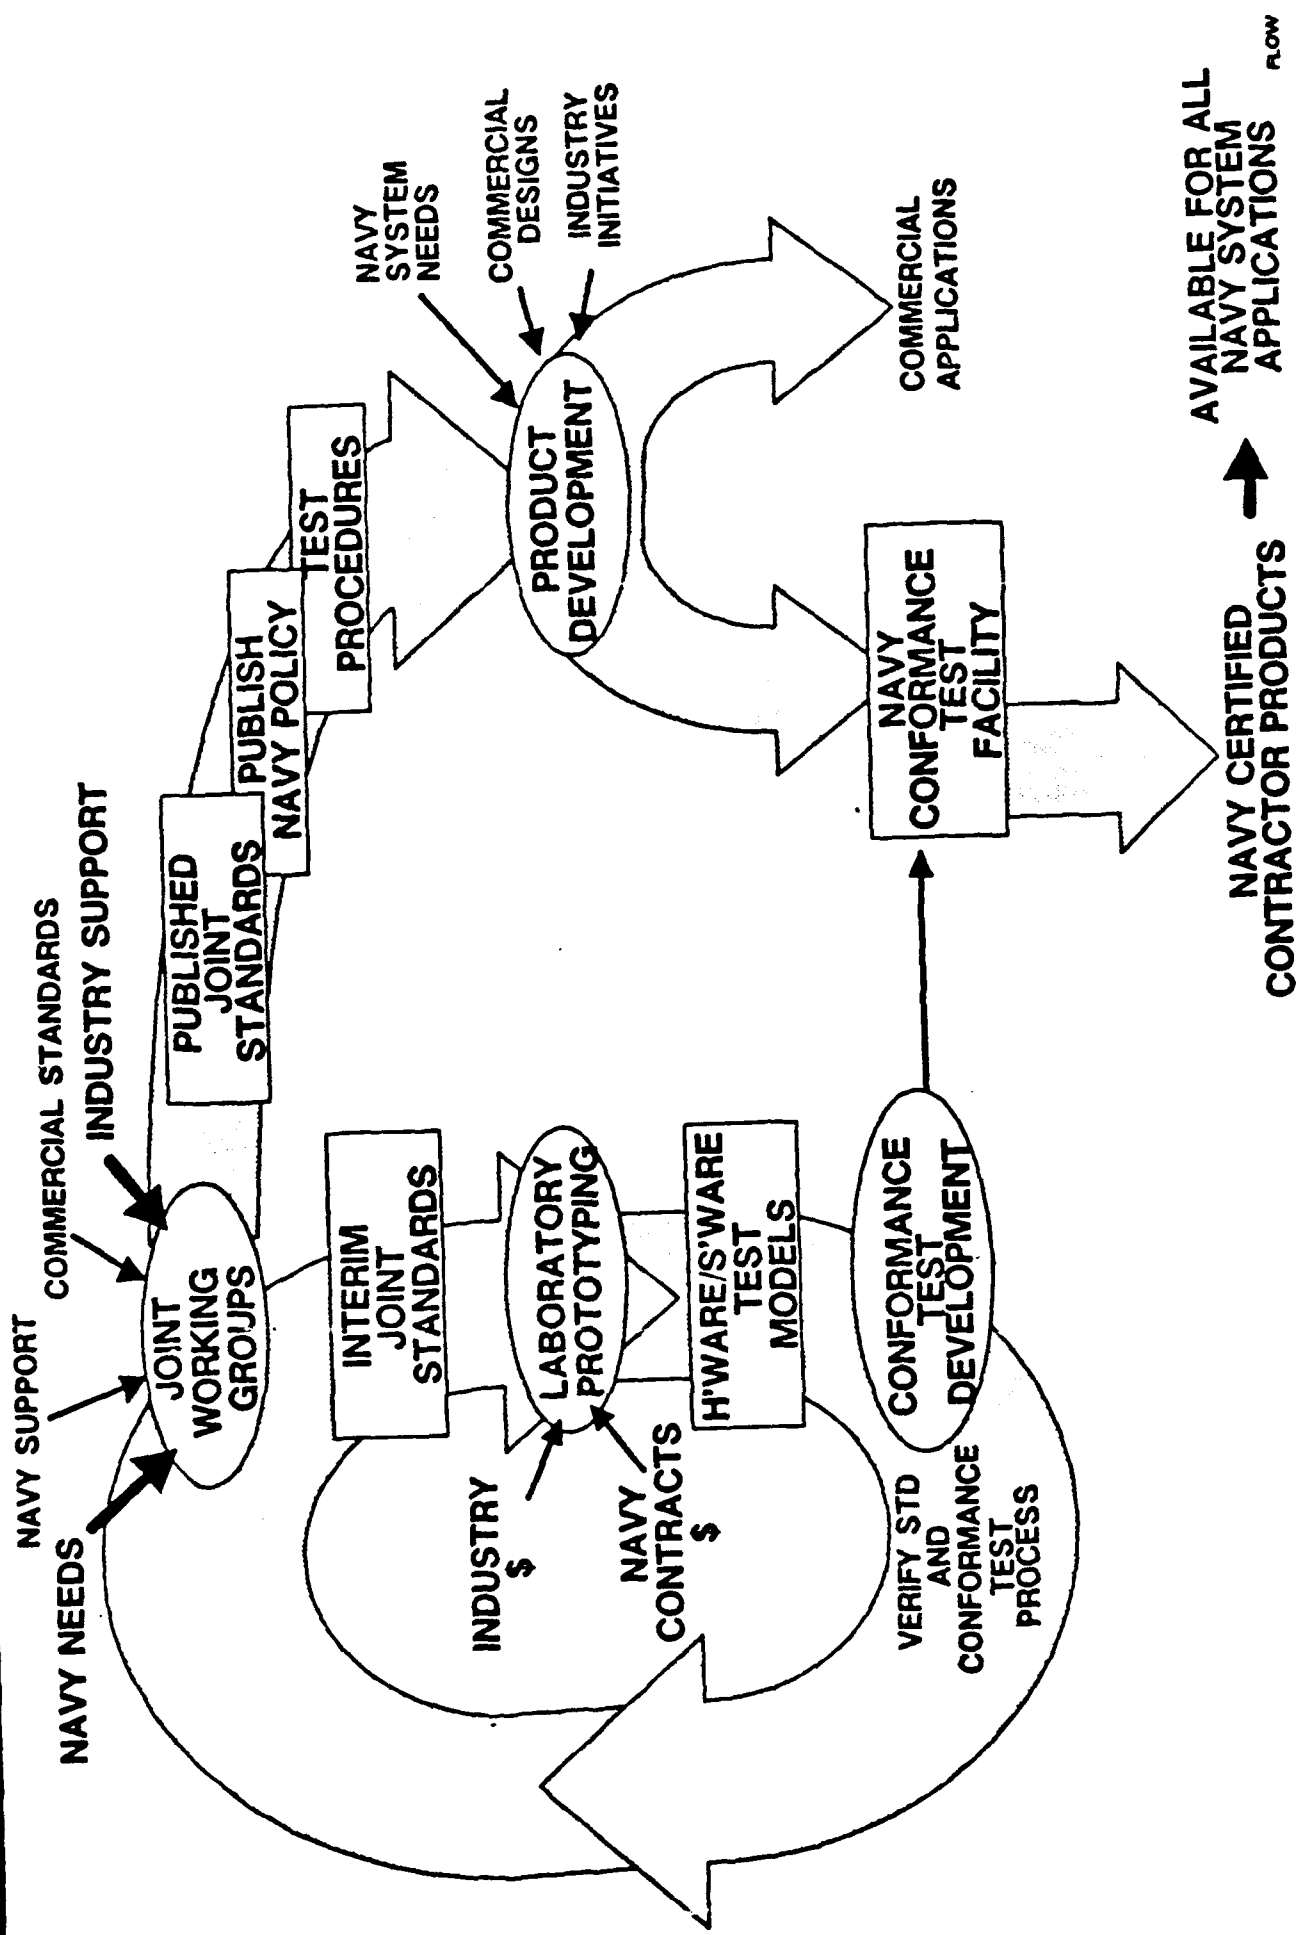 NAVY SUPPORT
COMMERCIAL STANDARDS
NAVY NEEDS
INDUSTRY SUPPORT
JOINT
WORKING
GROUPS
PUBLISHED
JOINT
STANDARDS
PUBLISH
NAVY POLICY
TEST
PROCEDURES
INTERIM
JOINT
STANDARDS
NAVY
SYSTEM
NEEDS
COMMERCIAL
DESIGNS
INDUSTRY
INITIATIVES
INDUSTRY
$
LABORATORY
PROTOTYPING
PRODUCT
DEVELOPMENT
NAVY
CONTRACTS
$
H'WARE/S'WARE
TEST
MODELS
VERIFY STD
AND
CONFORMANCE
TEST
PROCESS
CONFORMANCE
TEST
DEVELOPMENT
NAVY
CONFORMANCE
TEST
FACILITY
COMMERCIAL
APPLICATIONS
NAVY CERTIFIED
CONTRACTOR PRODUCTS
AVAILABLE FOR ALL
NAVY SYSTEM
APPLICATIONS
FLOW